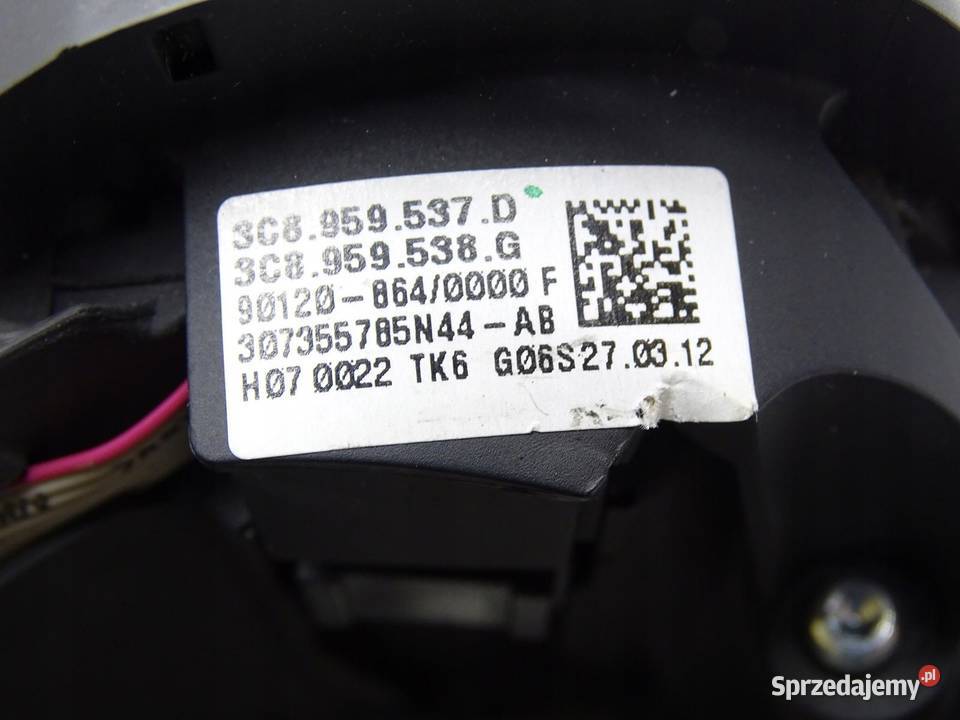 3C8.959.537.D
3C8.959.538.G
90120-864/0000 F
307355785N44-AB
H07 0022 TK6 G06S27.03.12
Sprzedajemy.pl